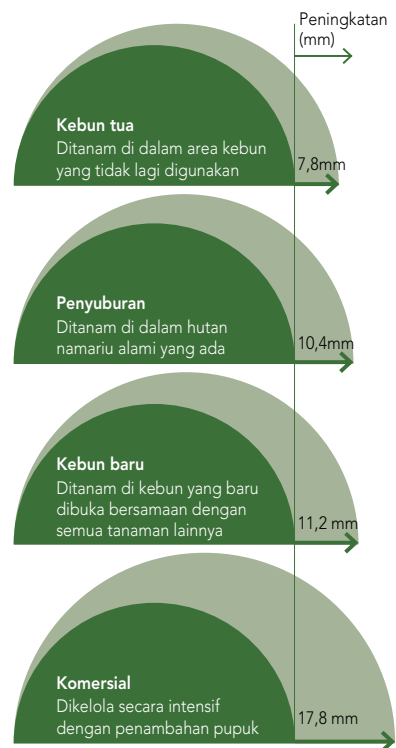 Peningkatan
(mm)
Kebun tua
Ditanam di dalam area kebun
yang tidak lagi digunakan
7,8mm
Penyuburan
Ditanam di dalam hutan
namariu alami yang ada
10,4mm
Kebun baru
Ditanam di kebun yang baru
dibuka bersamaan dengan
semua tanaman lainnya
11,2 mm
Komersial
Dikelola secara intensif
dengan penambahan pupuk
17,8 mm